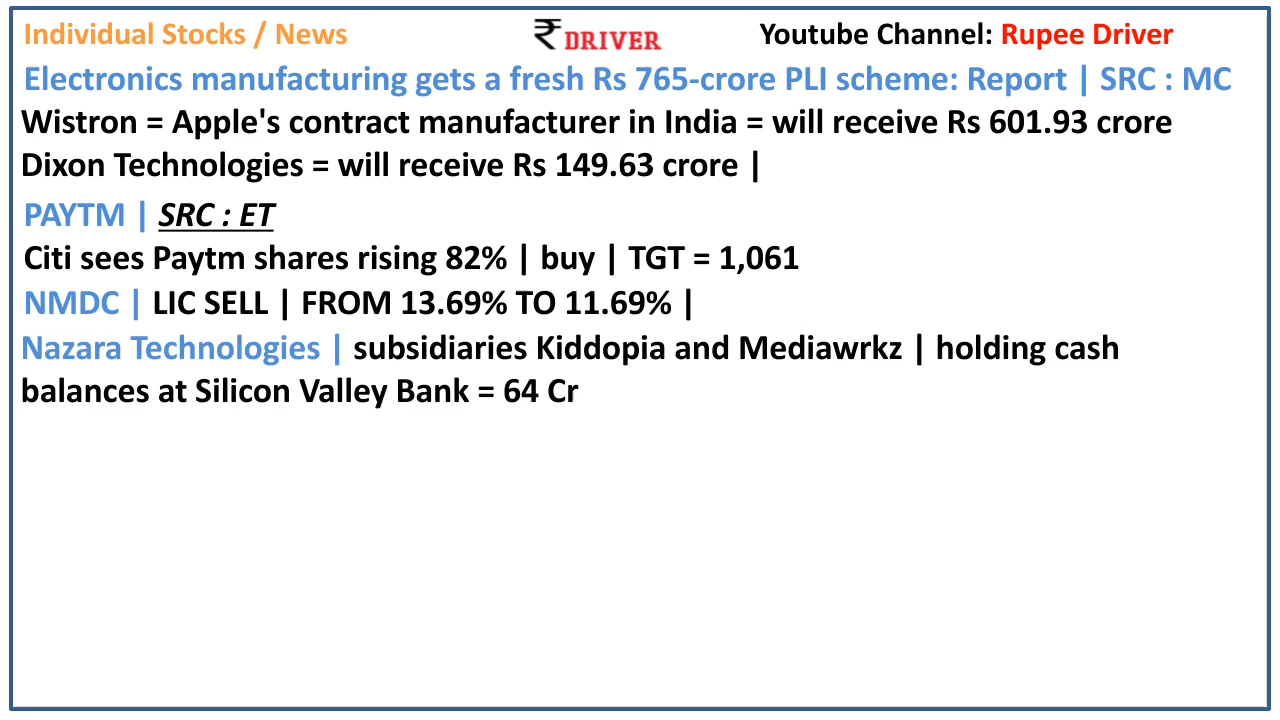 Individual Stocks / News ₹ DRIVER Youtube Channel: Rupee Driver
Electronics manufacturing gets a fresh Rs 765-crore PLI scheme: Report | SRC : MC
Wistron = Apple's contract manufacturer in India = will receive Rs 601.93 crore
Dixon Technologies = will receive Rs 149.63 crore |
PAYTM | SRC : ET
Citi sees Paytm shares rising 82% | buy | TGT = 1,061
NMDC | LIC SELL | FROM 13.69% TO 11.69% |
Nazara Technologies | subsidiaries Kiddopia and Mediawrkz | holding cash
balances at Silicon Valley Bank = 64 Cr